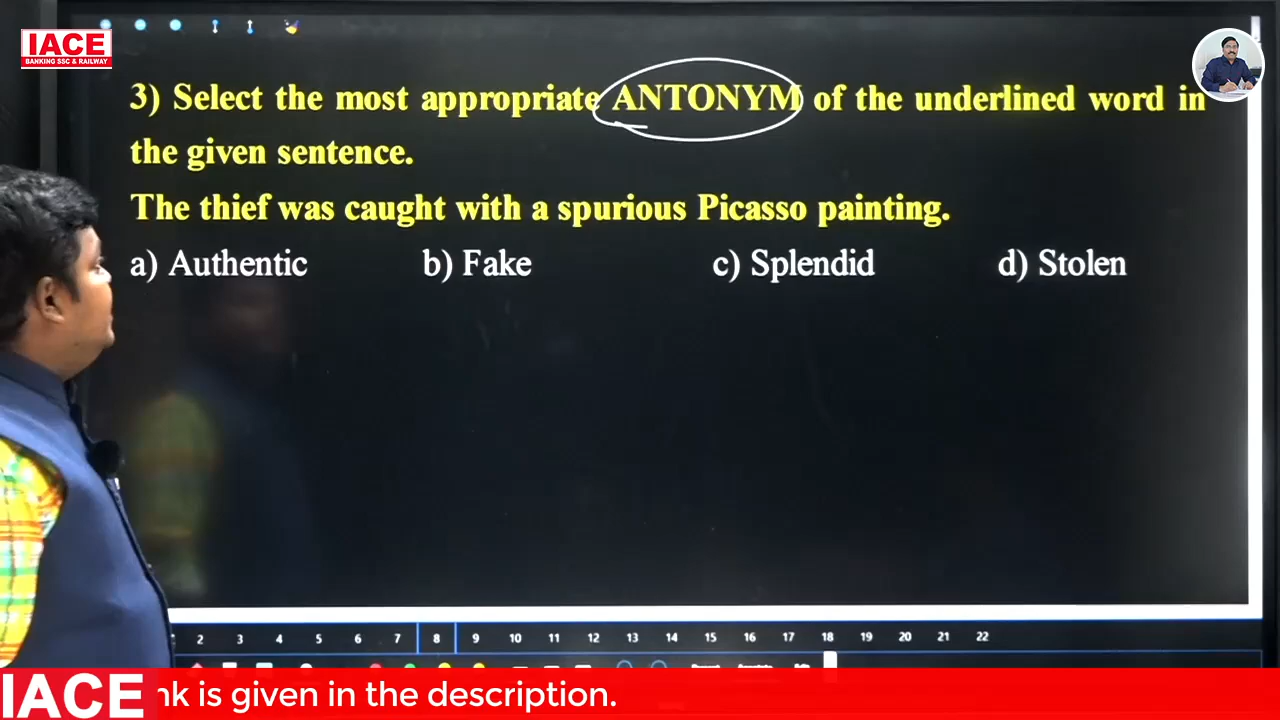 IACE
BANKING SSC & RAILWAY
3) Select the most appropriate ANTONYM of the underlined word in
the given sentence.
The thief was caught with a spurious Picasso painting.
a) Authentic b) Fake c) Splendid d) Stolen
2 3 4 5 6 7 8 9 10 11 12 13 14 15 16 17 18 19 20 21 22
IACE nk is given in the description.